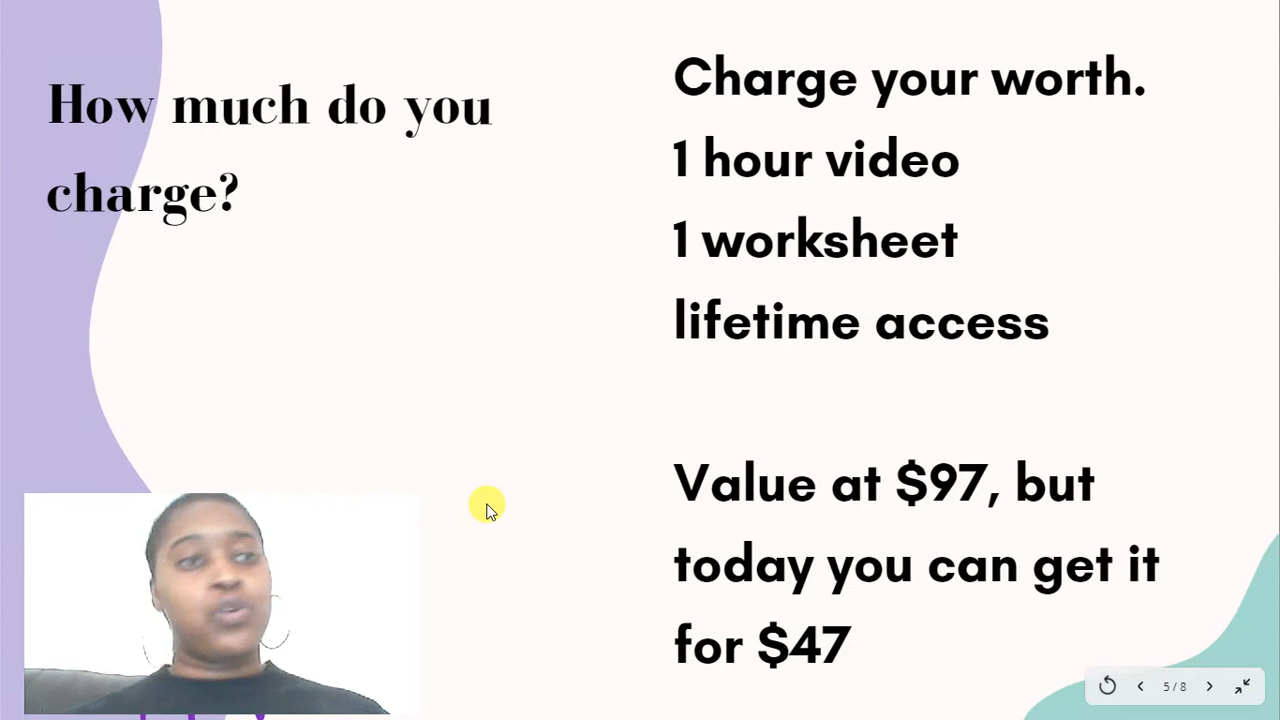 How much do you
charge?
Charge your worth.
1 hour video
1 worksheet
lifetime access
Value at $97, but
today you can get it
for $47
5 / 8